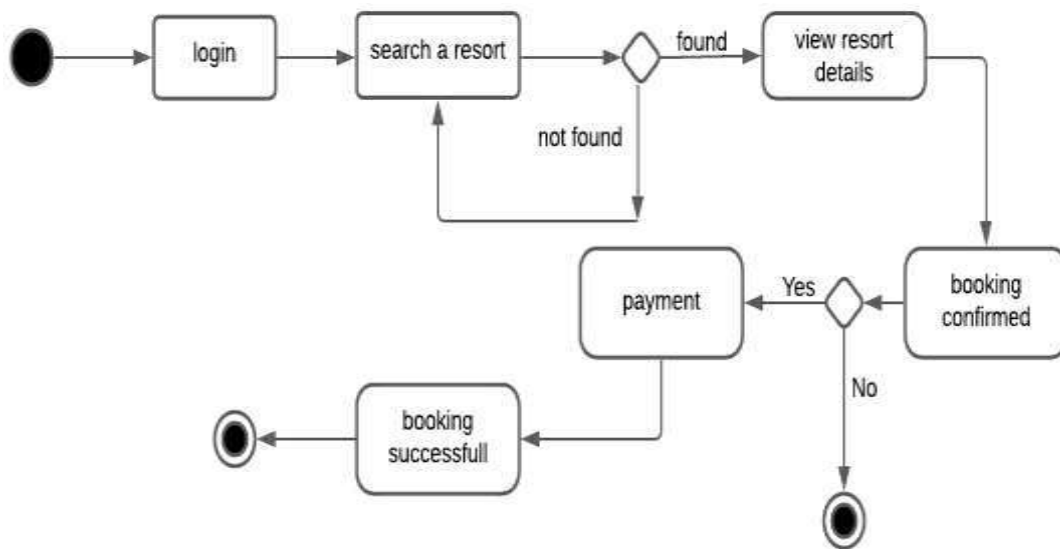 login
search a resort
found
view resort
details
not found
booking
confirmed
Yes
payment
No
booking
successfull